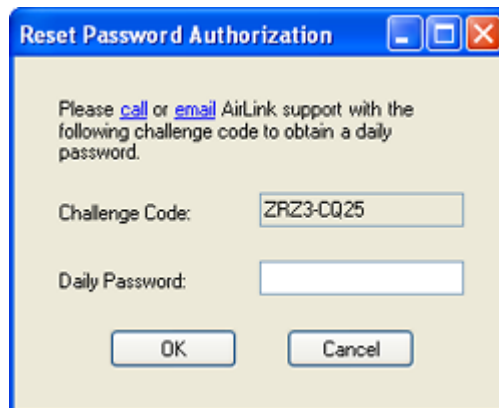 Reset Password Authorization
Please call or email AirLink support with the
following challenge code to obtain a daily
password.
Challenge Code: ZRZ3-CQ25
Daily Password:
OK Cancel